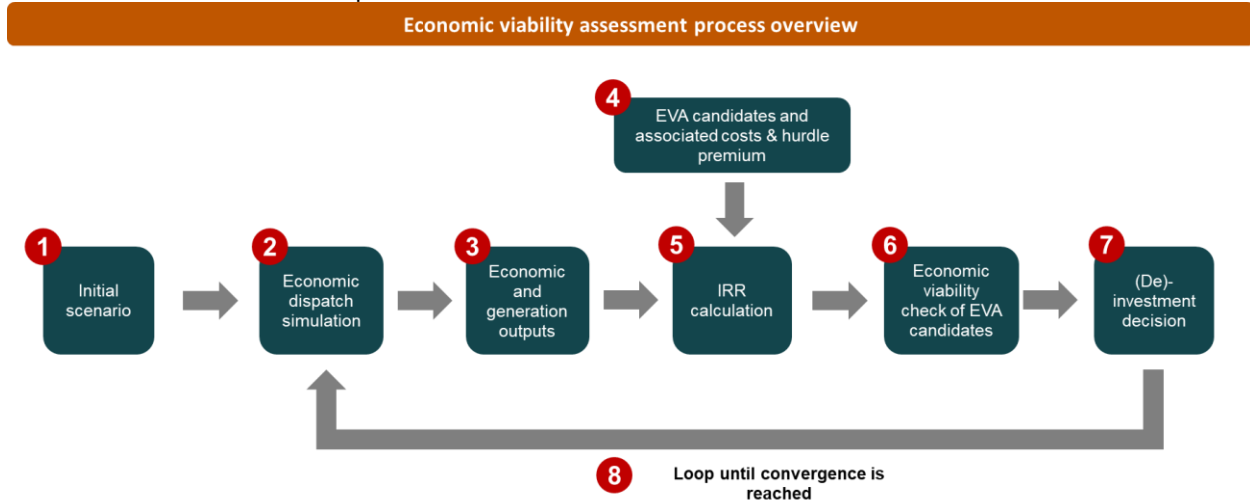 Economic viability assessment process overview
4
EVA candidates and
associated costs & hurdle
premium
1
Initial
scenario
2
Economic
dispatch
simulation
3
Economic
and
generation
outputs
5
IRR
calculation
6
Economic
viability
check of EVA
candidates
7
(De)-
investment
decision
8
Loop until convergence is
reached